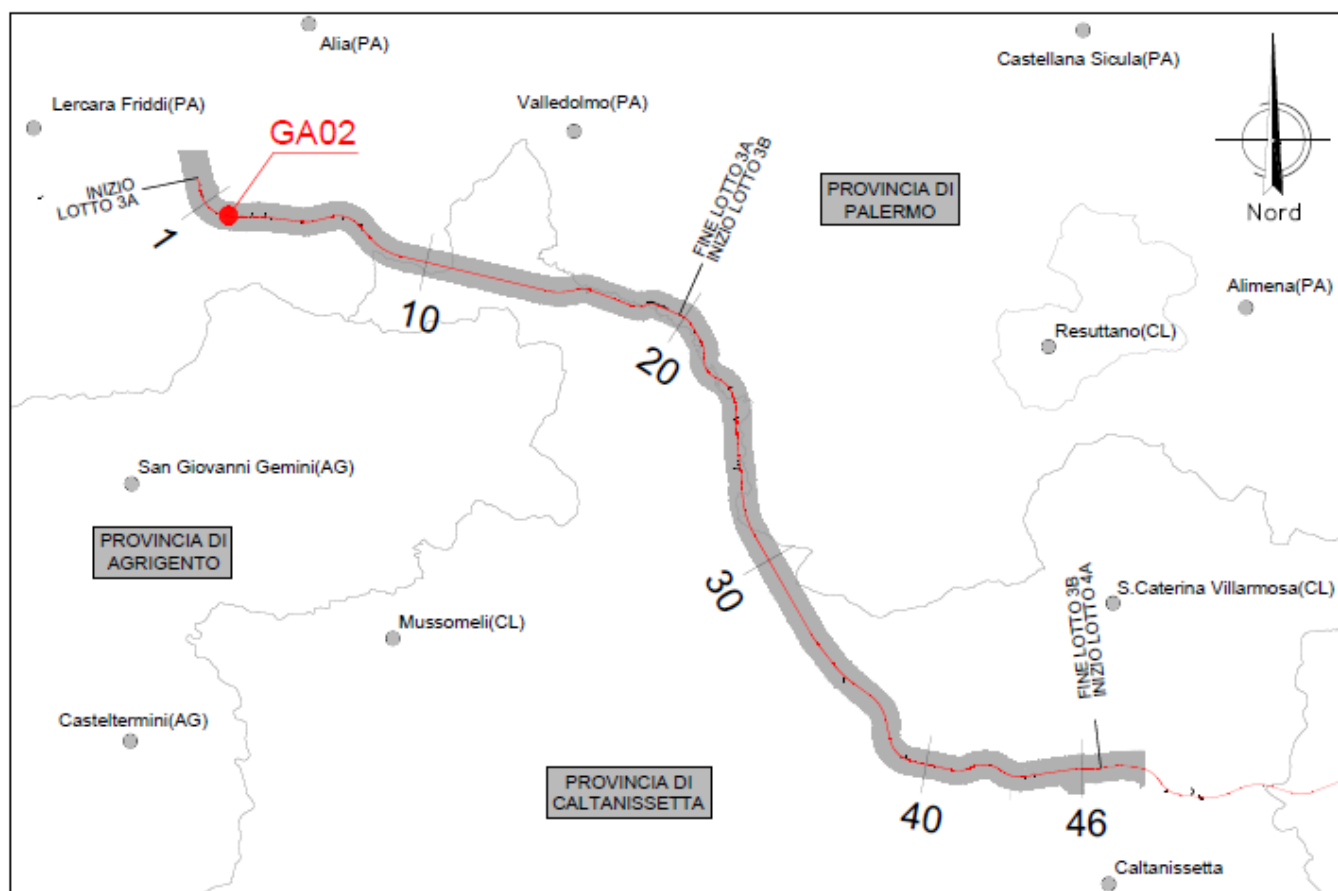 Alia(PA)
Castellana Sicula(PA)
Lercara Friddi(PA)
Valledolmo(PA)
GA02
INIZIO
LOTTO 3A
1
FINE LOTTO 3A
INIZIO LOTTO 3B
PROVINCIA DI
PALERMO
Nord
10
20
Alimena(PA)
Resuttano(CL)
San Giovanni Gemini(AG)
PROVINCIA DI
AGRIGENTO
30
Mussomeli(CL)
S.Caterina Villarmosa(CL)
FINE LOTTO 3B
INIZIO LOTTO 4A
Casteltermini(AG)
PROVINCIA DI
CALTANISSETTA
40
46
Caltanissetta